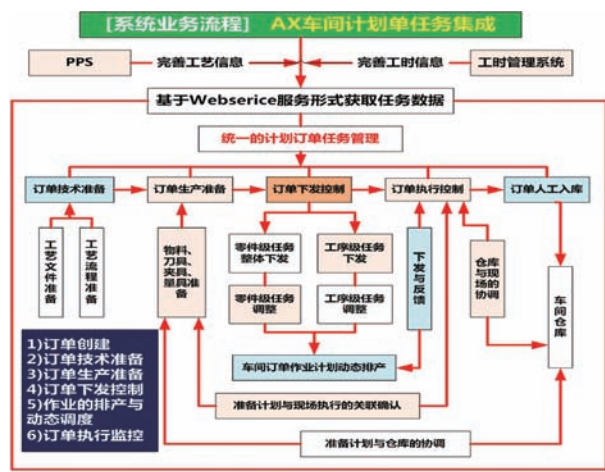 [系统业务流程] AX车间计划单任务集成
PPS
完善工艺信息
完善工时信息
工时管理系统
基于Webserice服务形式获取任务数据
统一的计划订单任务管理
订单技术准备
订单生产准备
订单下发控制
订单执行控制
订单人工入库
工艺文件准备
工艺流程准备
物料、
刀具、
夹具、
量具准备
零件级任务
整体下发
工序级任务
下发
零件级任务
调整
工序级任务
调整
下发与反馈
仓库
与现
场的
协调
车间仓库
车间订单作业计划动态排产
准备计划与现场执行的关联确认
准备计划与仓库的协调
1)订单创建
2)订单技术准备
3)订单生产准备
4)订单下发控制
5)作业的排产与
动态调度
6)订单执行监控